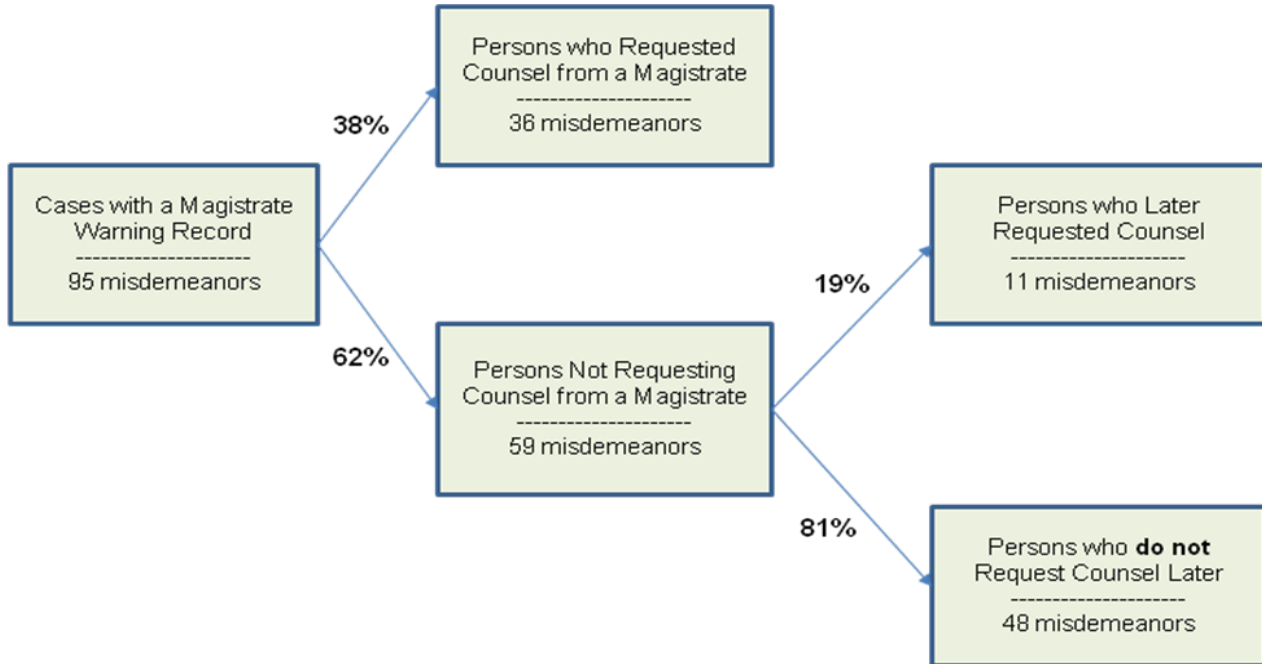 Persons who Requested
Counsel from a Magistrate
---------------------
36 misdemeanors
38%
Cases with a Magistrate
Warning Record
---------------------
95 misdemeanors
62%
Persons Not Requesting
Counsel from a Magistrate
---------------------
59 misdemeanors
19%
Persons who Later
Requested Counsel
---------------------
11 misdemeanors
81%
Persons who do not
Request Counsel Later
---------------------
48 misdemeanors